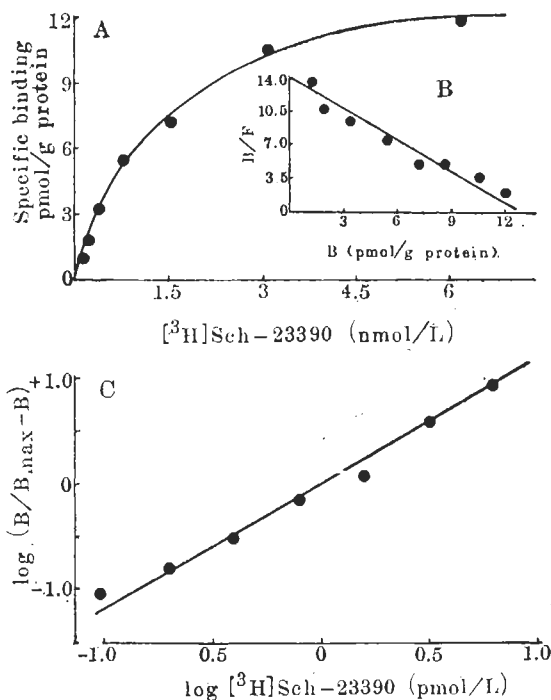 A
Specific binding
pmol/g protein
12
9
6
3
0
1.5
3
4.5
6
[³H]Sch-23390 (nmol/L)
B
B/F
14.0
10.5
7.0
3 5
0
3
6
9
12
B (pmol/g protein).
C
log (B/B.nax-B)
+1.0
0
-1.0
-1.0
0.5
0
0.5
1.0
log [³H]Sch-23390 (pmol/L)